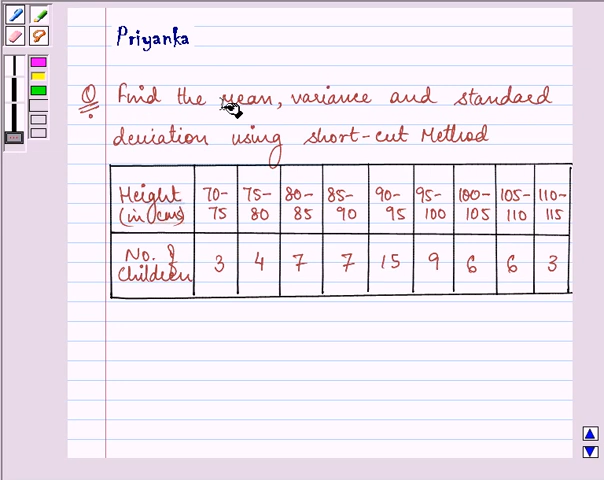 Priyanka
Q Find the mean, variance and standard
deviation using short-cut Method
Height (in cms) 70-75 75-80 80-85 85-90 90-95 95-100 100-105 105-110 110-115
No. of Children 3 4 7 7 15 9 6 6 3